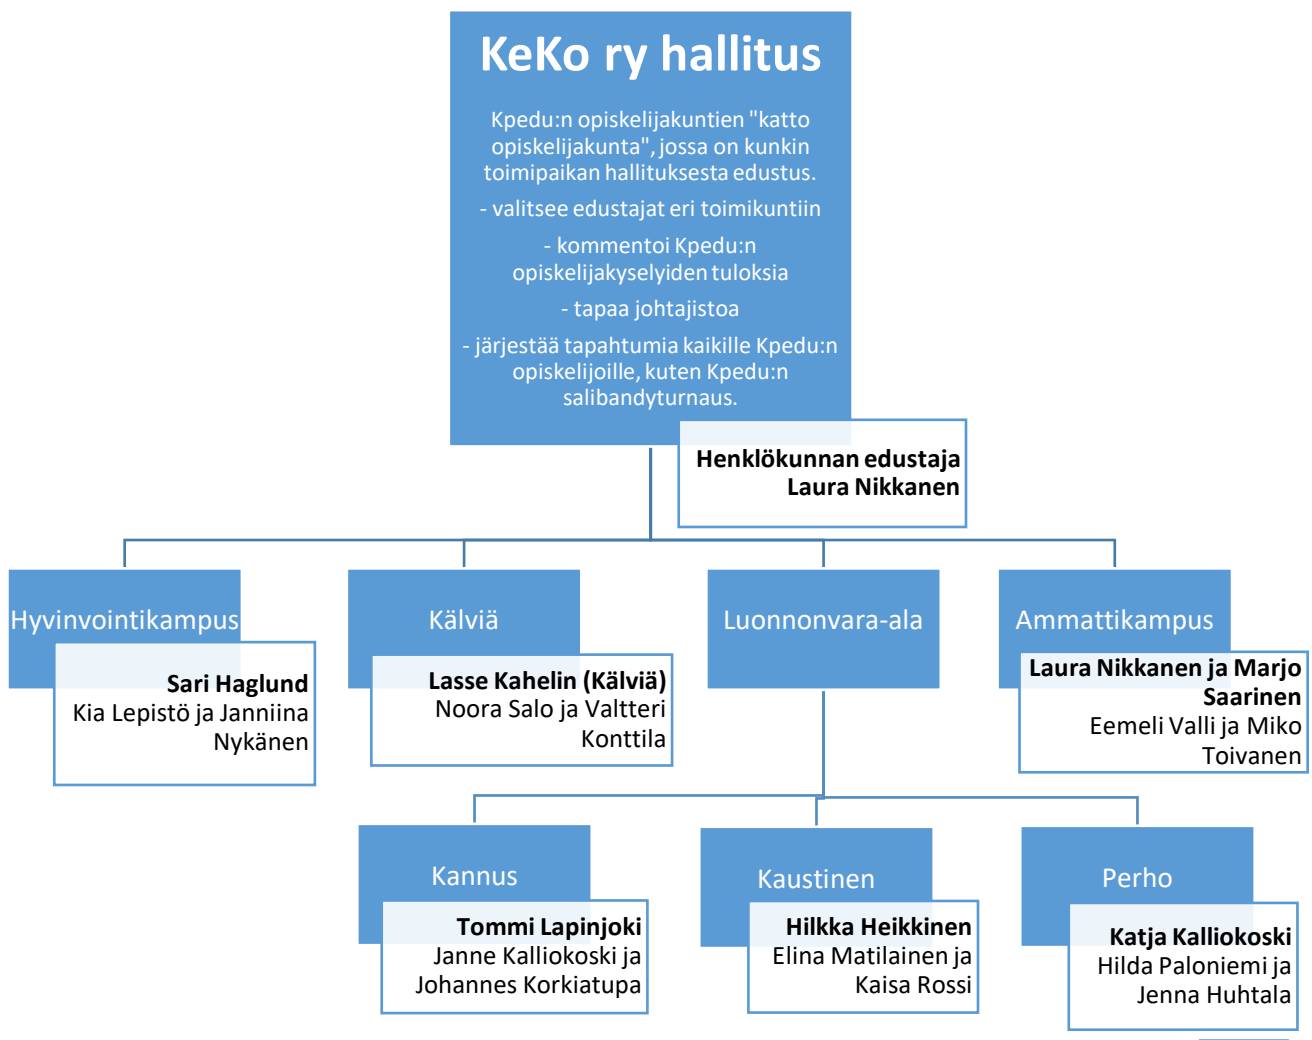 KeKo ry hallitus
Kpedu:n opiskelijakuntien "katto
opiskelijakunta", jossa on kunkin
toimipaikan hallituksesta edustus.
- valitsee edustajat eri toimikuntiin
- kommentoi Kpedu:n
opiskelijakyselyiden tuloksia
- tapaa johtajistoa
- järjestää tapahtumia kaikille Kpedu:n
opiskelijoille, kuten Kpedu:n
salibandyturnaus.
Henklökunnan edustaja
Laura Nikkanen
Hyvinvointikampus
Sari Haglund
Kia Lepistö ja Janniina
Nykänen
Kälviä
Lasse Kahelin (Kälviä)
Noora Salo ja Valtteri
Konttila
Luonnonvara-ala
Ammattikampus
Laura Nikkanen ja Marjo
Saarinen
Eemeli Valli ja Miko
Toivanen
Kannus
Tommi Lapinjoki
Janne Kalliokoski ja
Johannes Korkiatupa
Kaustinen
Hilkka Heikkinen
Elina Matilainen ja
Kaisa Rossi
Perho
Katja Kalliokoski
Hilda Paloniemi ja
Jenna Huhtala